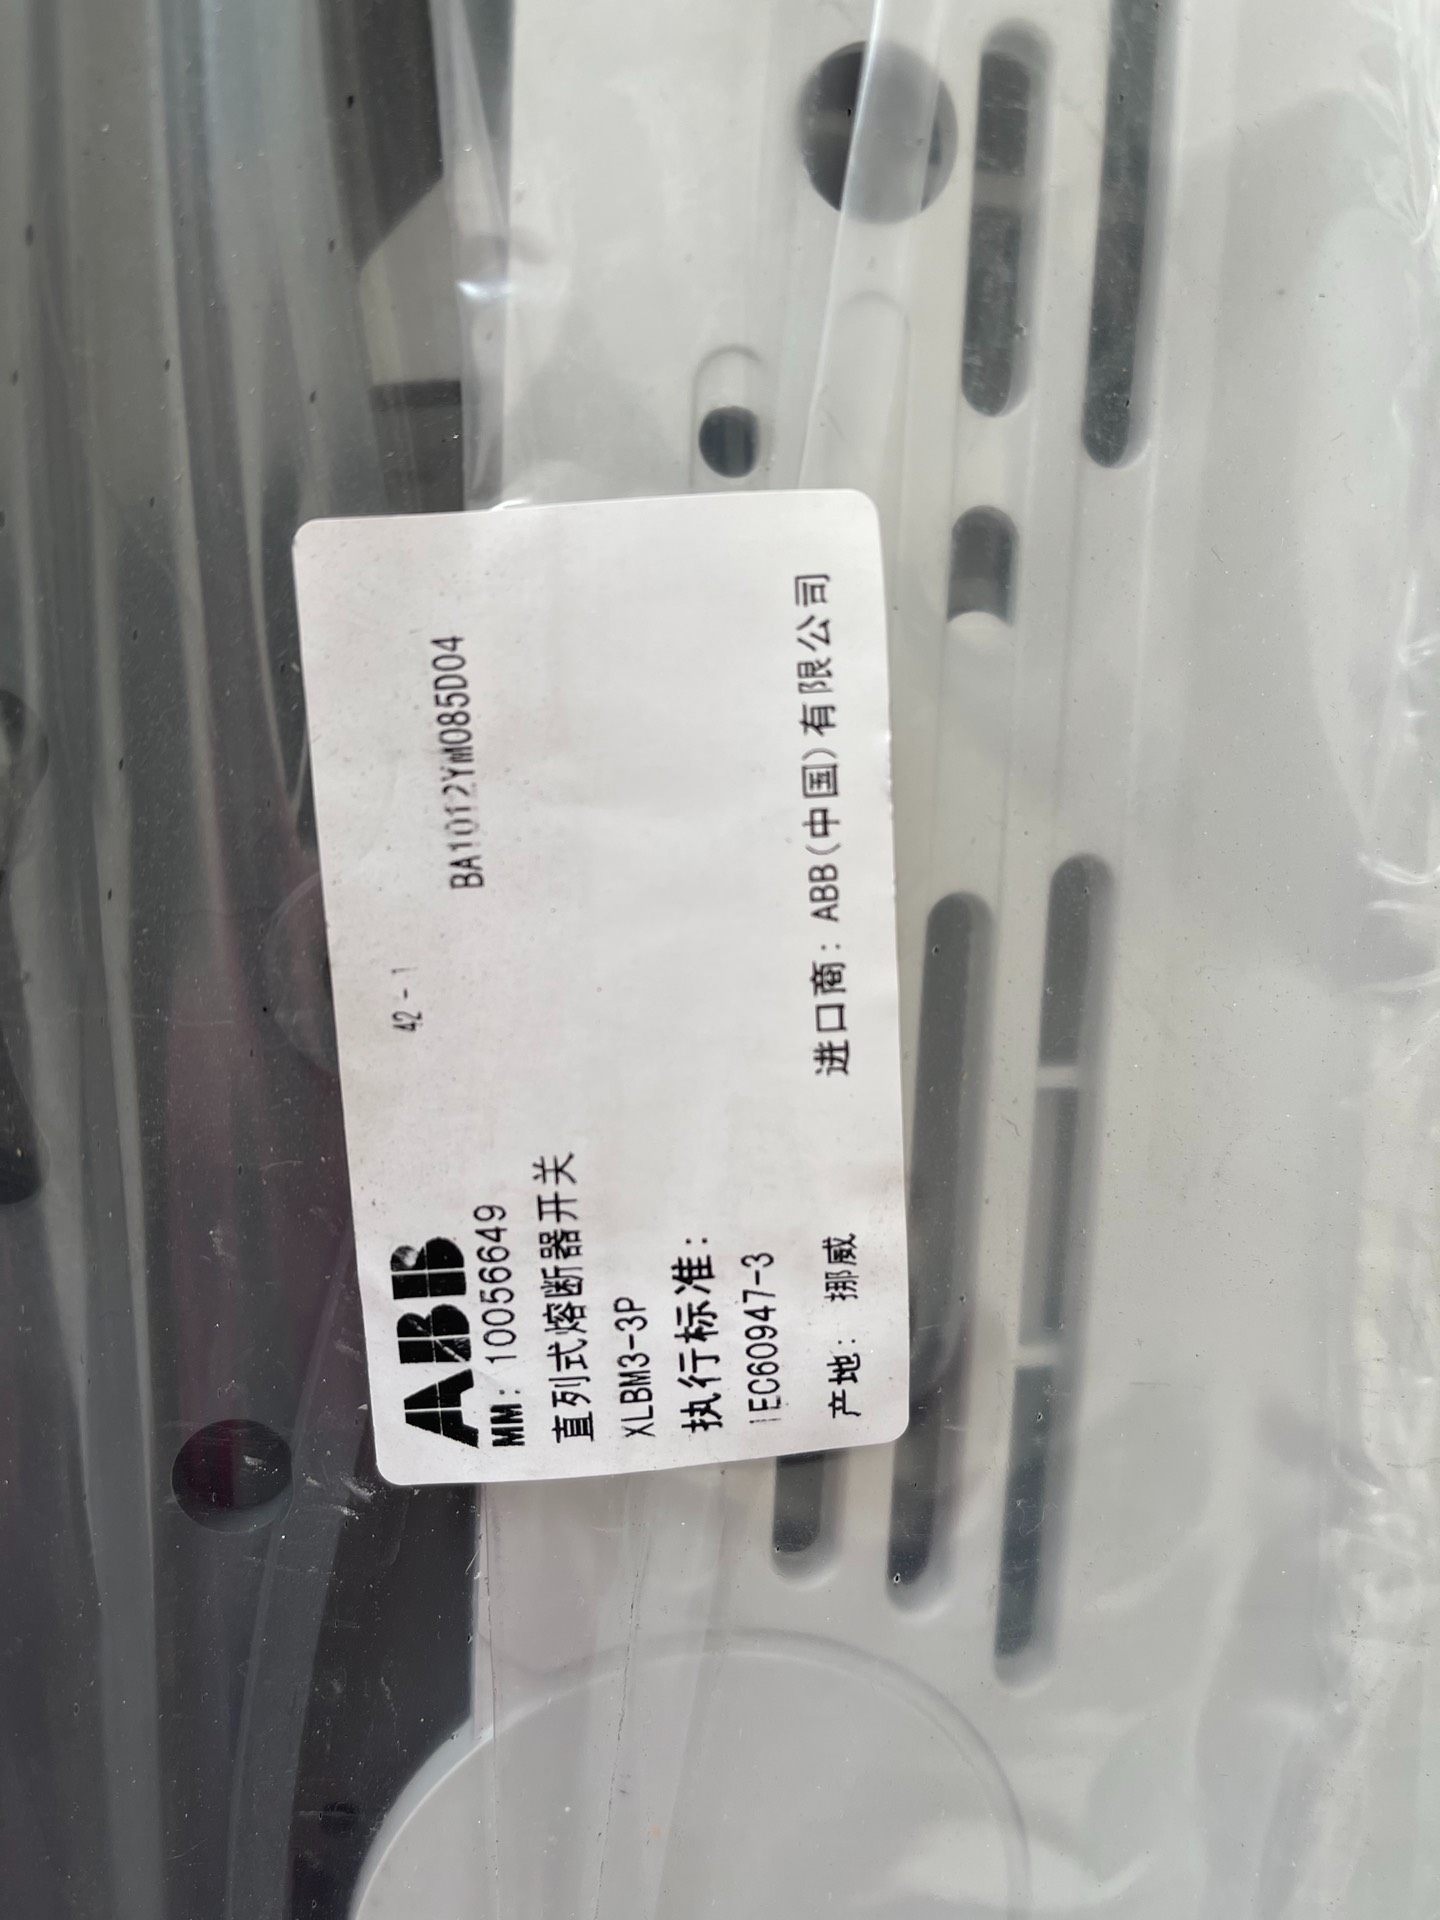 42-1
ABB
BA1012YM085D04
MM: 10056649
直列式熔断器开关
XLBM3-3P
执行标准:
IEC60947-3
产地: 挪威 进口商: ABB(中国)有限公司